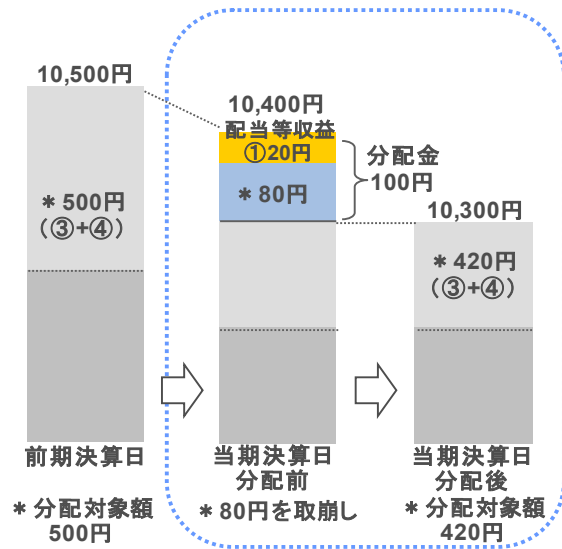 10,500円
＊500円
（③+④）
前期決算日
＊分配対象額
500円
10,400円
配当等収益
①20円
＊80円
分配金
100円
当期決算日
分配前
＊80円を取崩し
10,300円
＊420円
（③+④）
当期決算日
分配後
＊分配対象額
420円